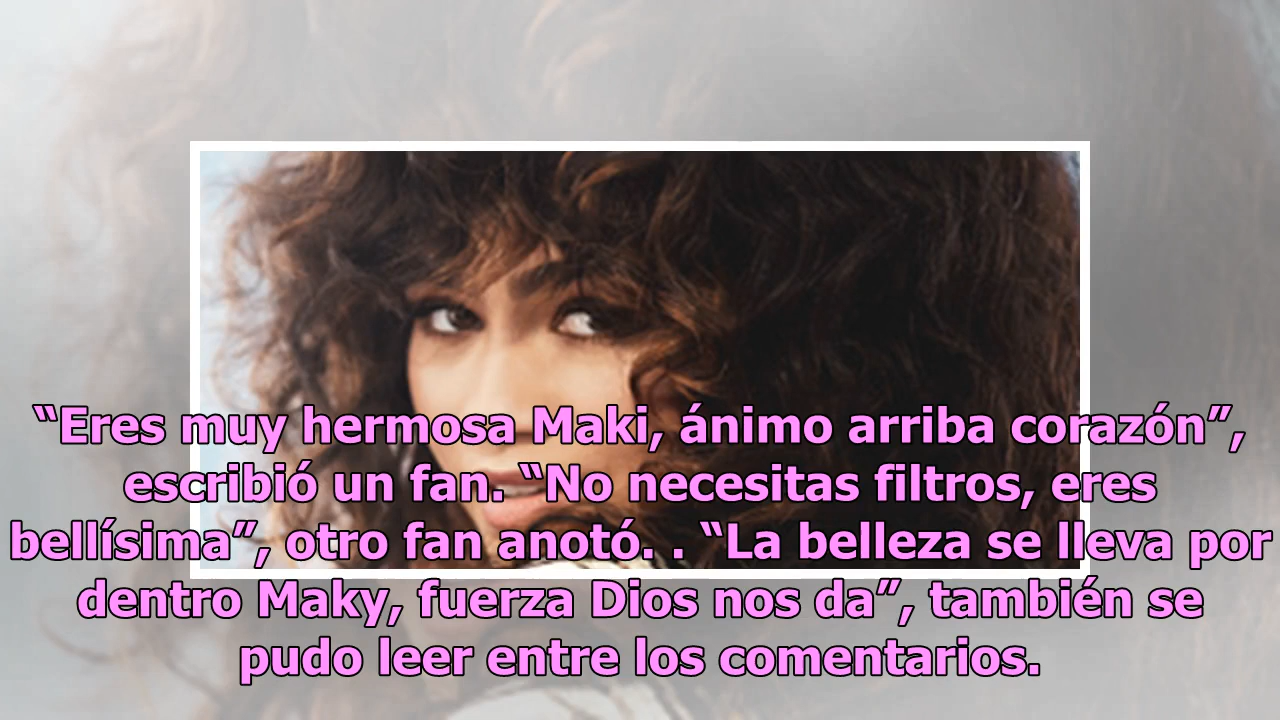 “Eres muy hermosa Maki, ánimo arriba corazón”,
escribió un fan. “No necesitas filtros, eres
bellísima”, otro fan anotó. . “La belleza se lleva por
dentro Maky, fuerza Dios nos da”, también se
pudo leer entre los comentarios.